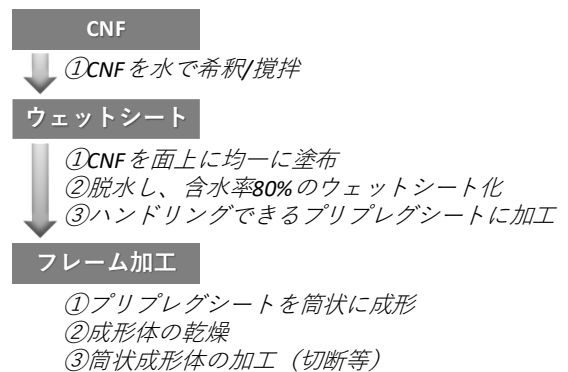 CNF
①CNFを水で希釈/撹拌
ウェットシート
①CNFを面上に均一に塗布
②脱水し、含水率80%のウェットシート化
③ハンドリングできるプリプレグシートに加工
フレーム加工
①プリプレグシートを筒状に成形
②成形体の乾燥
③筒状成形体の加工（切断等）